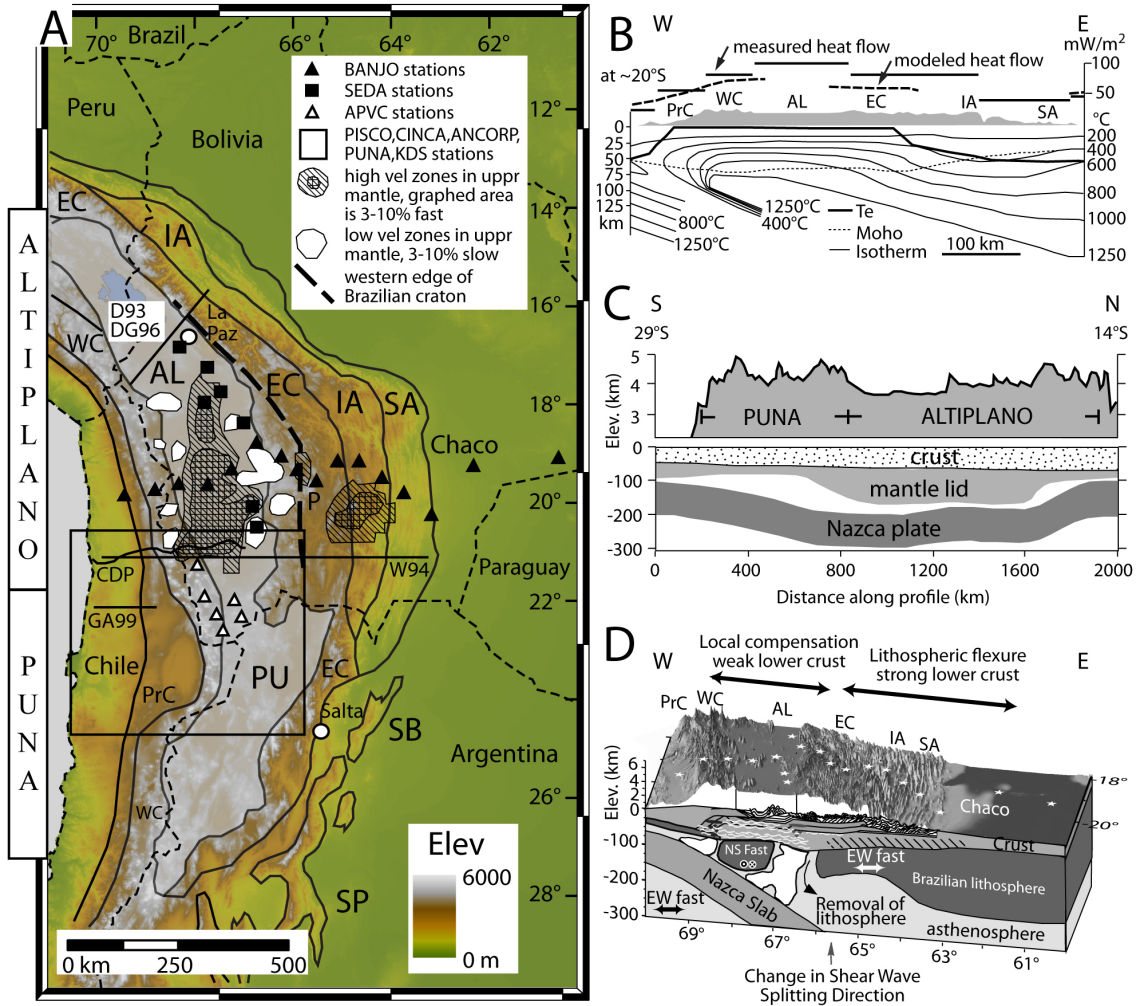 A
70°
66°
62°
Brazil
Peru
Bolivia
12°
14°
16°
18°
20°
22°
26°
28°
BANJO stations
SEDA stations
APVC stations
PISCO,CINCA,ANCORP,
PUNA,KDS stations
high vel zones in uppr
mantle, graphed area
is 3-10% fast
low vel zones in uppr
mantle, 3-10% slow
western edge of
Brazilian craton
EC
IA
D93
DG96
La
Paz
WC
AL
EC
IA
SA
Chaco
P
CDP
W94
Paraguay
GA99
Chile
PrC
PU
EC
Salta
SB
Argentina
WC
SP
ALTIPLANO
PUNA
Elev
6000
0 m
0 km
250
500
B
W
E
mW/m2
measured heat flow
modeled heat flow
at ~20°S
100
50
PrC
WC
AL
EC
IA
SA
°C
0
25
50
75
100
125
km
200
400
600
800
1000
1250
800°C
1250°C
1250°C
400°C
Te
Moho
Isotherm
100 km
C
S
N
29°S
14°S
Elev. (km)
5
4
3
PUNA
ALTIPLANO
0
-100
-200
-300
crust
mantle lid
Nazca plate
0
400
800
1200
1600
2000
Distance along profile (km)
D
W
E
Local compensation
weak lower crust
Lithospheric flexure
strong lower crust
PrC
WC
AL
EC
IA
SA
Chaco
-18°
-20°
Elev. (km)
6
4
2
0
-100
-200
-300
Crust
NS Fast
EW fast
Brazilian lithosphere
Nazca Slab
EW fast
Removal of
lithosphere
asthenosphere
69°
67°
65°
63°
61°
Change in Shear Wave
Splitting Direction